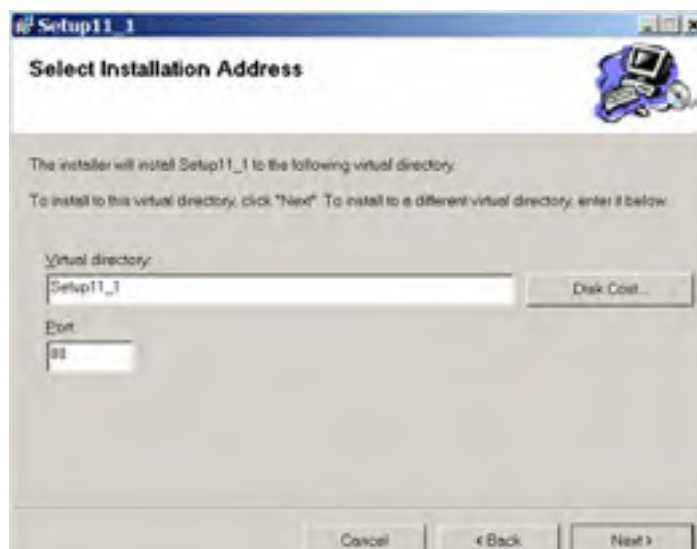 Setup11_1
Select Installation Address
The installer will install Setup11_1 to the following virtual directory.
To install to this virtual directory, click "Next". To install to a different virtual directory, enter it below.
Virtual directory:
Setup11_1
Disk Cost...
Port:
Cancel
< Back
Next >